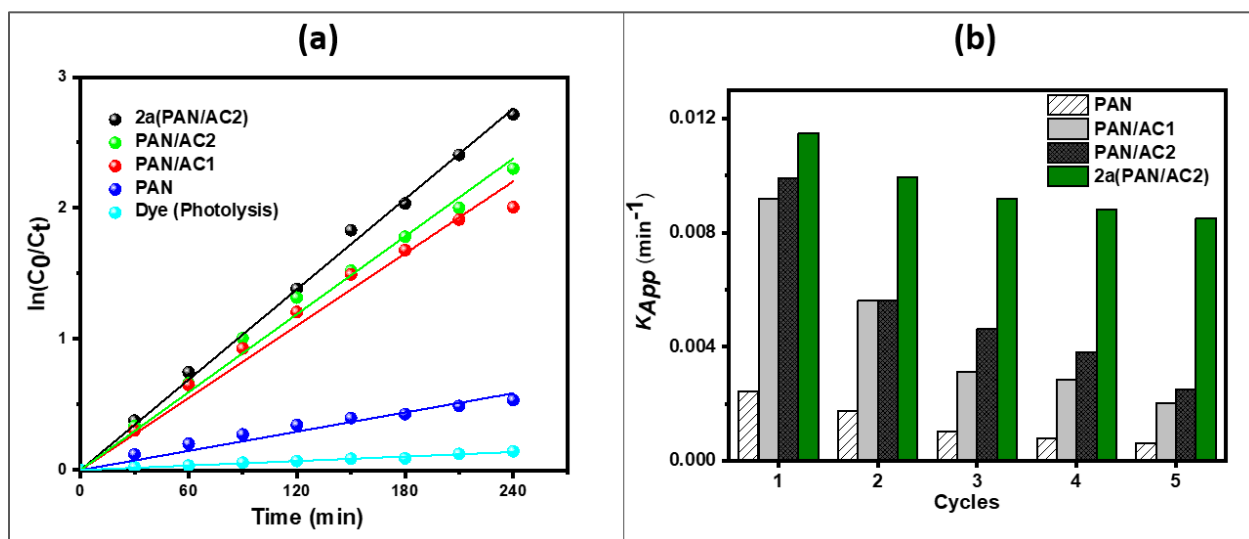 (a)
3
2
1
0
ln(C0/Ct)
2a(PAN/AC2)
PAN/AC2
PAN/AC1
PAN
Dye (Photolysis)
0 60 120 180 240
Time (min)
(b)
0.012
0.008
0.004
0.000
KApp (min-1)
PAN
PAN/AC1
PAN/AC2
2a(PAN/AC2)
1 2 3 4 5
Cycles